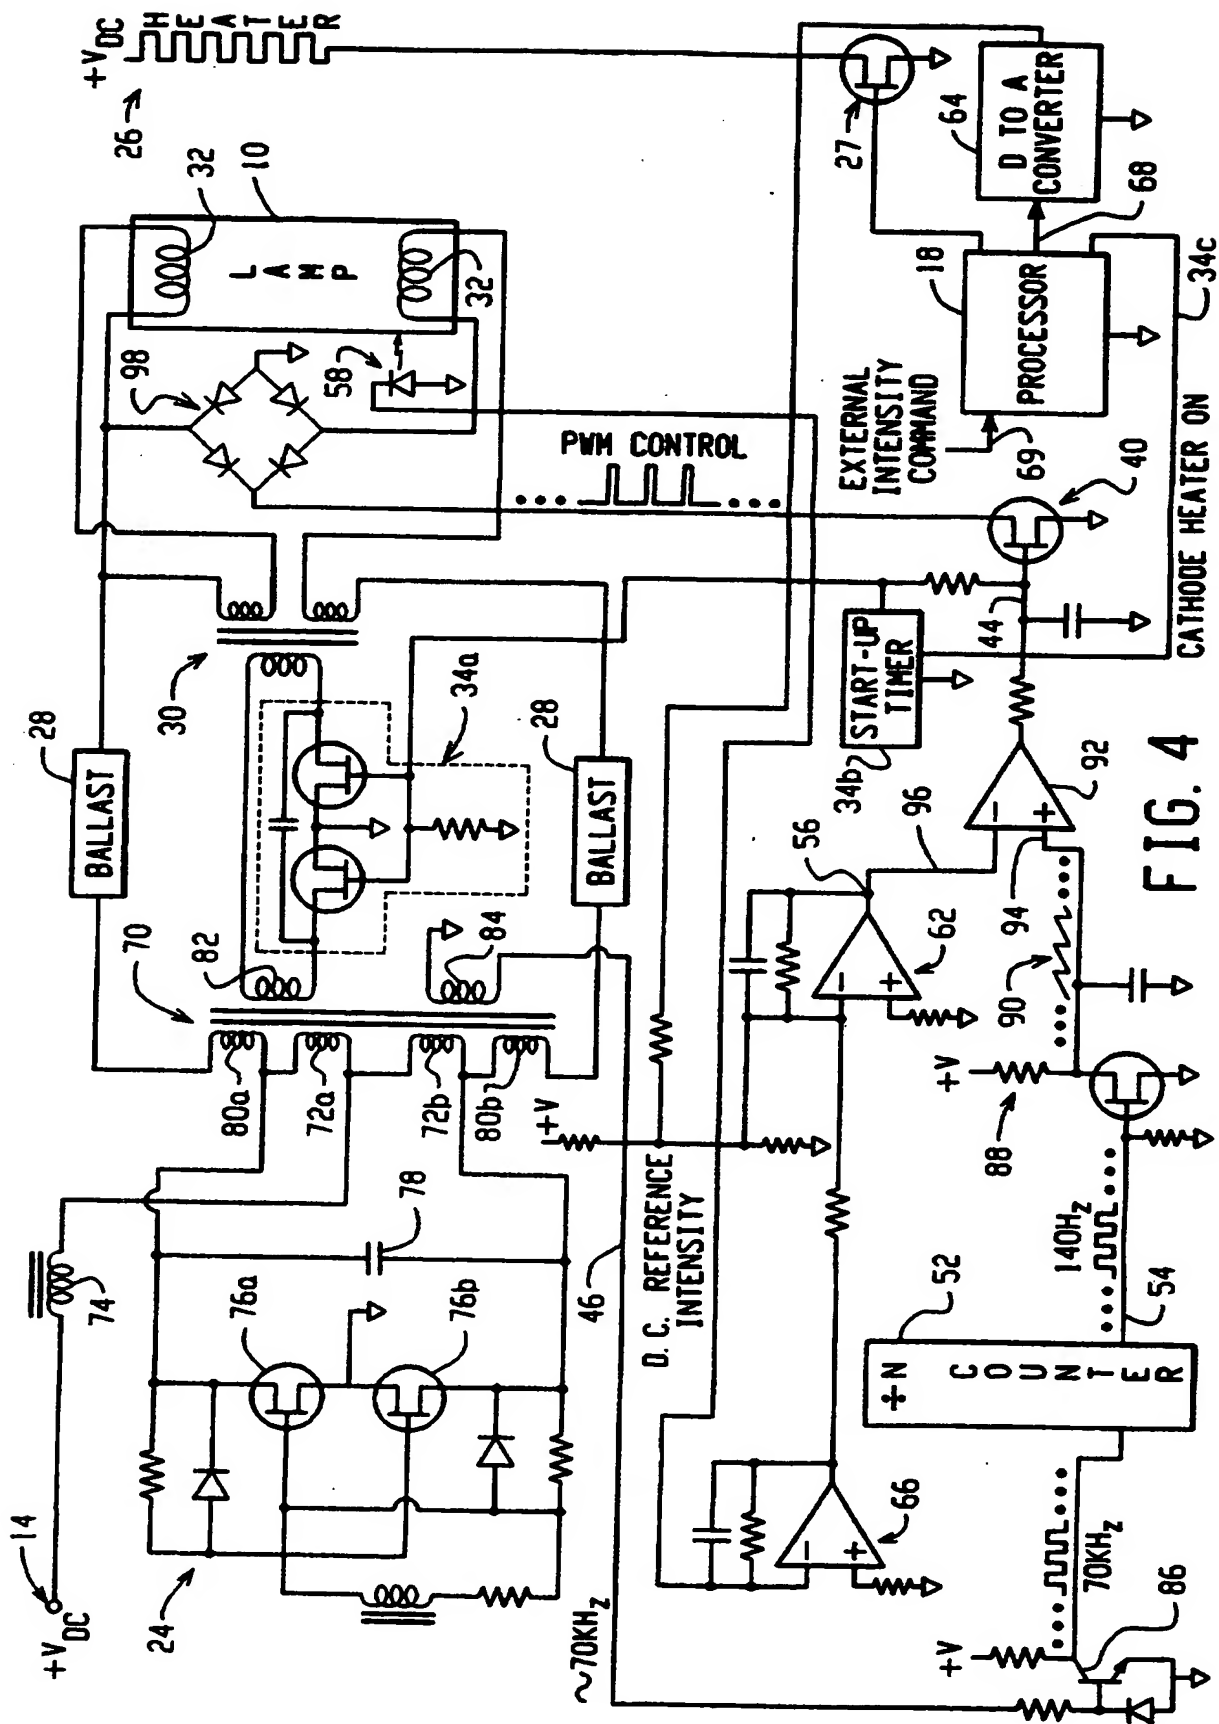 +VDC
14
24
74
76a
76b
78
46
~70KHz
70
80a
72a
72b
80b
82
84
+V
28
BALLAST
30
34a
28
BALLAST
98
58
32
10
LAMP
32
26
+VDC
HEATER
PWM CONTROL
D.C. REFERENCE
INTENSITY
66
62
56
96
START-UP
TIMER
34b
44
40
27
64
D TO A
CONVERTER
68
18
PROCESSOR
EXTERNAL
INTENSITY
COMMAND
69
34c
CATHODE HEATER ON
+V
86
70KHz
÷N
COUNTER
52
54
140Hz
+V
88
90
94
92
FIG. 4